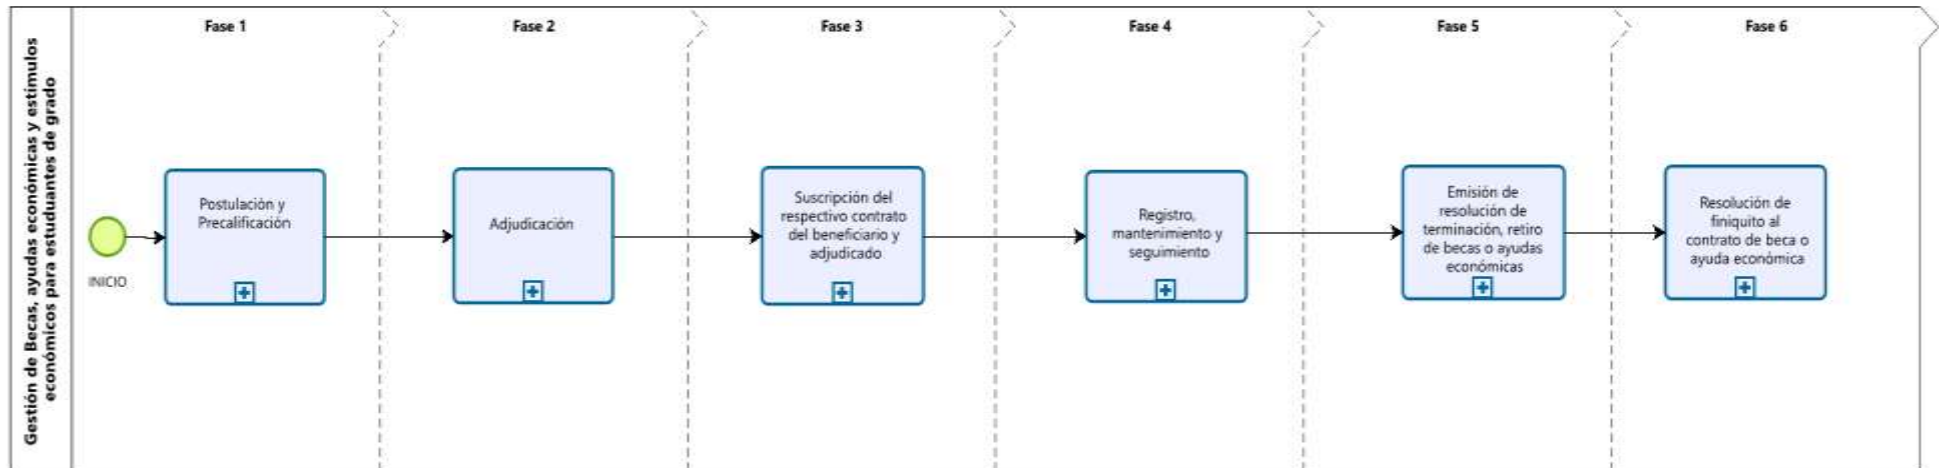 Gestión de Becas, ayudas económicas y estímulos
económicos para estuduantes de grado
Fase 1
Fase 2
Fase 3
Fase 4
Fase 5
Fase 6
INICIO
Postulación y
Precalificación
Adjudicación
Suscripción del
respectivo contrato
del beneficiario y
adjudicado
Registro,
mantenimiento y
seguimiento
Emisión de
resolución de
terminación, retiro
de becas o ayudas
económicas
Resolución de
finiquito al
contrato de beca o
ayuda económica